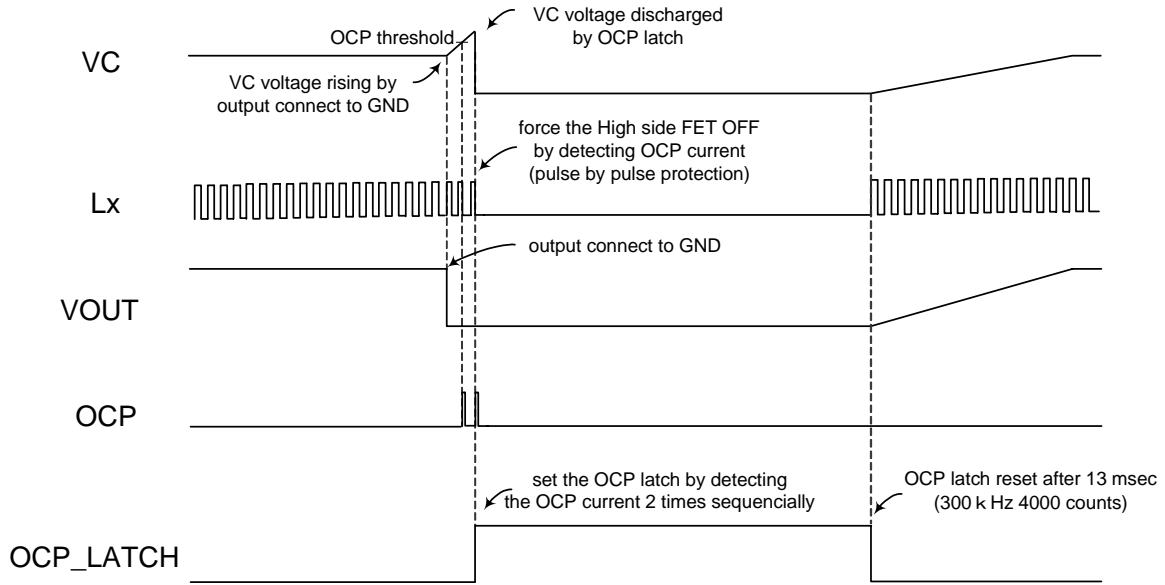 VC voltage discharged
by OCP latch
OCP threshold
VC
VC voltage rising by
output connect to GND
force the High side FET OFF
by detecting OCP current
(pulse by pulse protection)
Lx
output connect to GND
VOUT
OCP
set the OCP latch by detecting
the OCP current 2 times sequencially
OCP latch reset after 13 msec
(300 k Hz 4000 counts)
OCP_LATCH